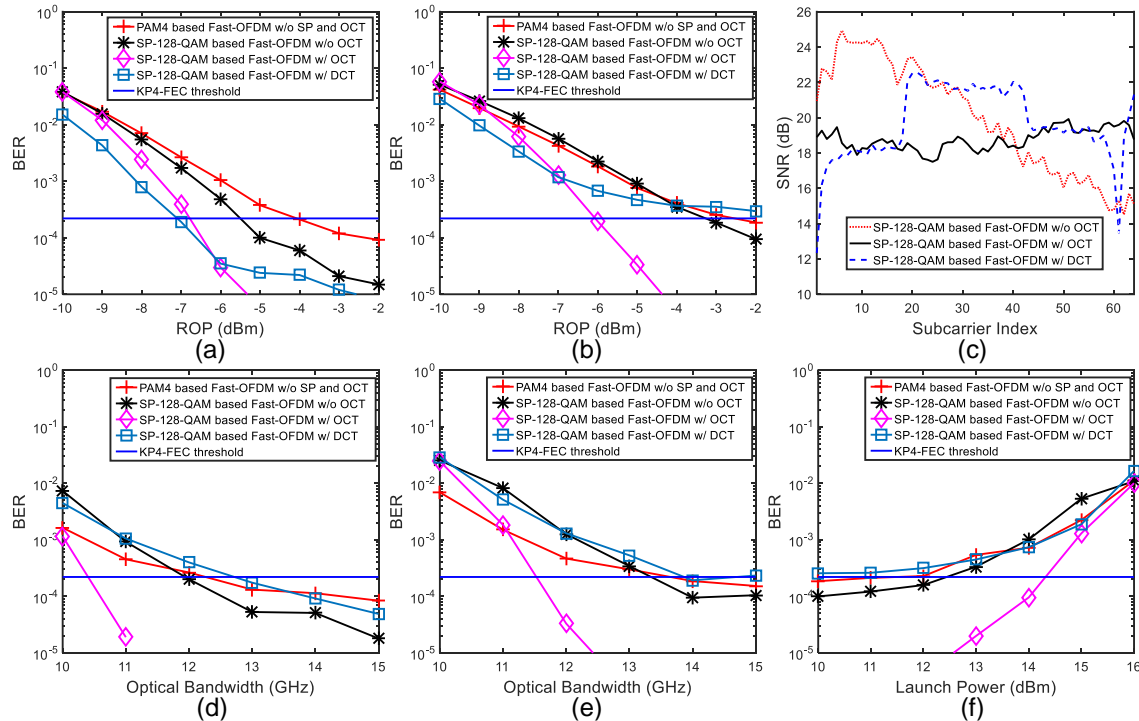 PAM4 based Fast-OFDM w/o SP and OCT
SP-128-QAM based Fast-OFDM w/o OCT
SP-128-QAM based Fast-OFDM w/ OCT
SP-128-QAM based Fast-OFDM w/ DCT
KP4-FEC threshold
10^0
10^-1
10^-2
10^-3
10^-4
10^-5
BER
-10 -9 -8 -7 -6 -5 -4 -3 -2
ROP (dBm)
(a)
PAM4 based Fast-OFDM w/o SP and OCT
SP-128-QAM based Fast-OFDM w/o OCT
SP-128-QAM based Fast-OFDM w/ OCT
SP-128-QAM based Fast-OFDM w/ DCT
KP4-FEC threshold
10^0
10^-1
10^-2
10^-3
10^-4
10^-5
BER
-10 -9 -8 -7 -6 -5 -4 -3 -2
ROP (dBm)
(b)
26
24
22
20
18
16
14
12
10
SNR (dB)
SP-128-QAM based Fast-OFDM w/o OCT
SP-128-QAM based Fast-OFDM w/ OCT
SP-128-QAM based Fast-OFDM w/ DCT
10 20 30 40 50 60
Subcarrier Index
(c)
PAM4 based Fast-OFDM w/o SP and OCT
SP-128-QAM based Fast-OFDM w/o OCT
SP-128-QAM based Fast-OFDM w/ OCT
SP-128-QAM based Fast-OFDM w/ DCT
KP4-FEC threshold
10^0
10^-1
10^-2
10^-3
10^-4
10^-5
BER
10 11 12 13 14 15
Optical Bandwidth (GHz)
(d)
PAM4 based Fast-OFDM w/o SP and OCT
SP-128-QAM based Fast-OFDM w/o OCT
SP-128-QAM based Fast-OFDM w/ OCT
SP-128-QAM based Fast-OFDM w/ DCT
KP4-FEC threshold
10^0
10^-1
10^-2
10^-3
10^-4
10^-5
BER
10 11 12 13 14 15
Optical Bandwidth (GHz)
(e)
PAM4 based Fast-OFDM w/o SP and OCT
SP-128-QAM based Fast-OFDM w/o OCT
SP-128-QAM based Fast-OFDM w/ OCT
SP-128-QAM based Fast-OFDM w/ DCT
KP4-FEC threshold
10^0
10^-1
10^-2
10^-3
10^-4
10^-5
BER
10 11 12 13 14 15 16
Launch Power (dBm)
(f)